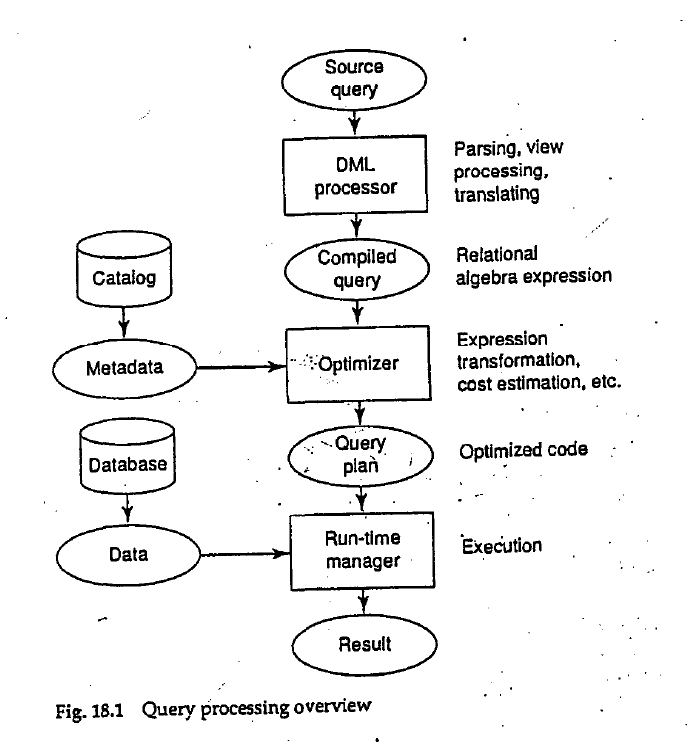 Source
query
DML
processor
Parsing, view
processing,
translating
Compiled
query
Relational
algebra expression
Catalog
Metadata
Optimizer
Expression
transformation,
cost estimation, etc.
Database
Query
plan
Optimized code
Data
Run-time
manager
Execution
Result
Fig. 18.1 Query processing overview